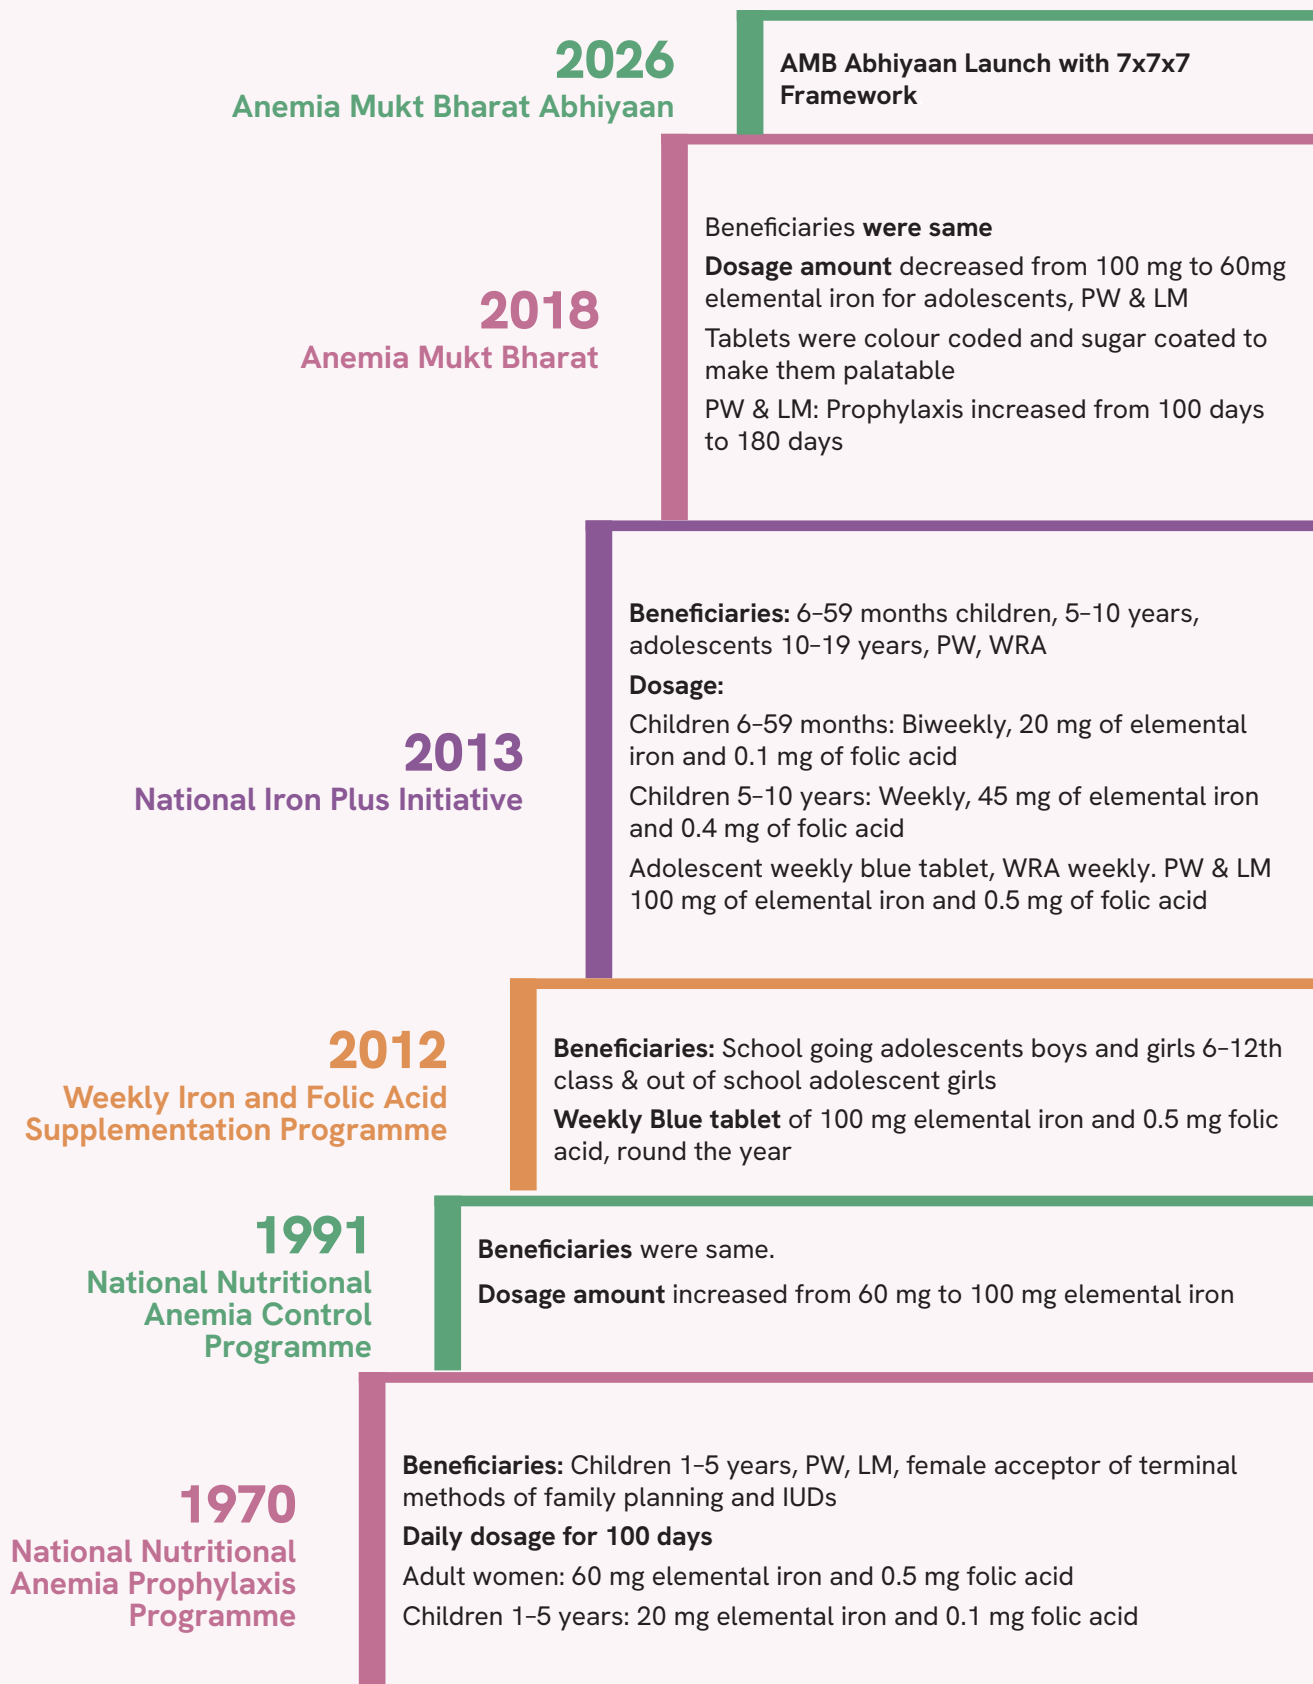 2026
Anemia Mukt Bharat Abhiyaan
AMB Abhiyaan Launch with 7x7x7
Framework
2018
Anemia Mukt Bharat
Beneficiaries were same
Dosage amount decreased from 100 mg to 60mg
elemental iron for adolescents, PW & LM
Tablets were colour coded and sugar coated to
make them palatable
PW & LM: Prophylaxis increased from 100 days
to 180 days
2013
National Iron Plus Initiative
Beneficiaries: 6–59 months children, 5–10 years,
adolescents 10–19 years, PW, WRA
Dosage:
Children 6–59 months: Biweekly, 20 mg of elemental
iron and 0.1 mg of folic acid
Children 5–10 years: Weekly, 45 mg of elemental iron
and 0.4 mg of folic acid
Adolescent weekly blue tablet, WRA weekly. PW & LM
100 mg of elemental iron and 0.5 mg of folic acid
2012
Weekly Iron and Folic Acid
Supplementation Programme
Beneficiaries: School going adolescents boys and girls 6–12th
class & out of school adolescent girls
Weekly Blue tablet of 100 mg elemental iron and 0.5 mg folic
acid, round the year
1991
National Nutritional
Anemia Control
Programme
Beneficiaries were same.
Dosage amount increased from 60 mg to 100 mg elemental iron
1970
National Nutritional
Anemia Prophylaxis
Programme
Beneficiaries: Children 1–5 years, PW, LM, female acceptor of terminal
methods of family planning and IUDs
Daily dosage for 100 days
Adult women: 60 mg elemental iron and 0.5 mg folic acid
Children 1–5 years: 20 mg elemental iron and 0.1 mg folic acid